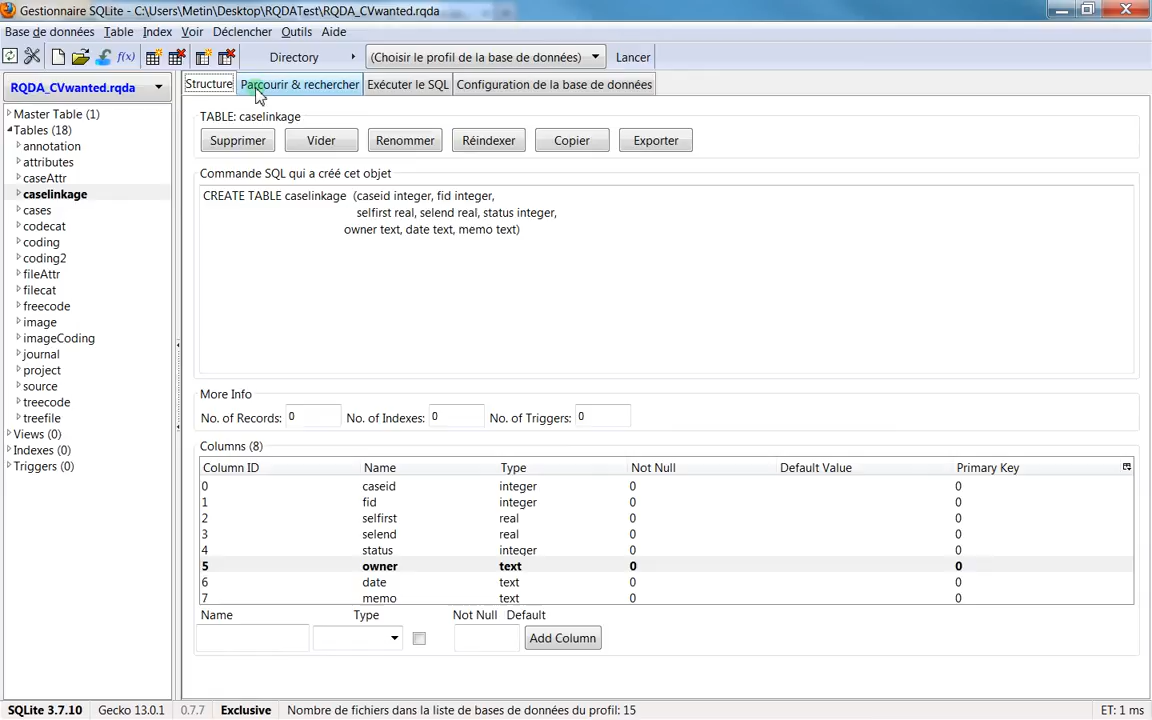 Gestionnaire SQLite - C:\Users\Metin\Desktop\RQDATest\RQDA_CVwanted.rqda
Base de données Table Index Voir Déclencher Outils Aide
f(x) Directory (Choisir le profil de la base de données) Lancer
RQDA_CVwanted.rqda
Structure Parcourir & rechercher Exécuter le SQL Configuration de la base de données
Master Table (1)
Tables (18)
annotation
attributes
caseAttr
caselinkage
cases
codecat
coding
coding2
fileAttr
filecat
freecode
image
imageCoding
journal
project
source
treecode
treefile
Views (0)
Indexes (0)
Triggers (0)
TABLE: caselinkage
Supprimer Vider Renommer Réindexer Copier Exporter
Commande SQL qui a créé cet objet
CREATE TABLE caselinkage (caseid integer, fid integer,
selfirst real, selend real, status integer,
owner text, date text, memo text)
More Info
No. of Records: 0 No. of Indexes: 0 No. of Triggers: 0
Columns (8)
Column ID Name Type Not Null Default Value Primary Key
0 caseid integer 0 0
1 fid integer 0 0
2 selfirst real 0 0
3 selend real 0 0
4 status integer 0 0
5 owner text 0 0
6 date text 0 0
7 memo text 0 0
Name Type Not Null Default
Add Column
SQLite 3.7.10 Gecko 13.0.1 0.7.7 Exclusive Nombre de fichiers dans la liste de bases de données du profil: 15 ET: 1 ms